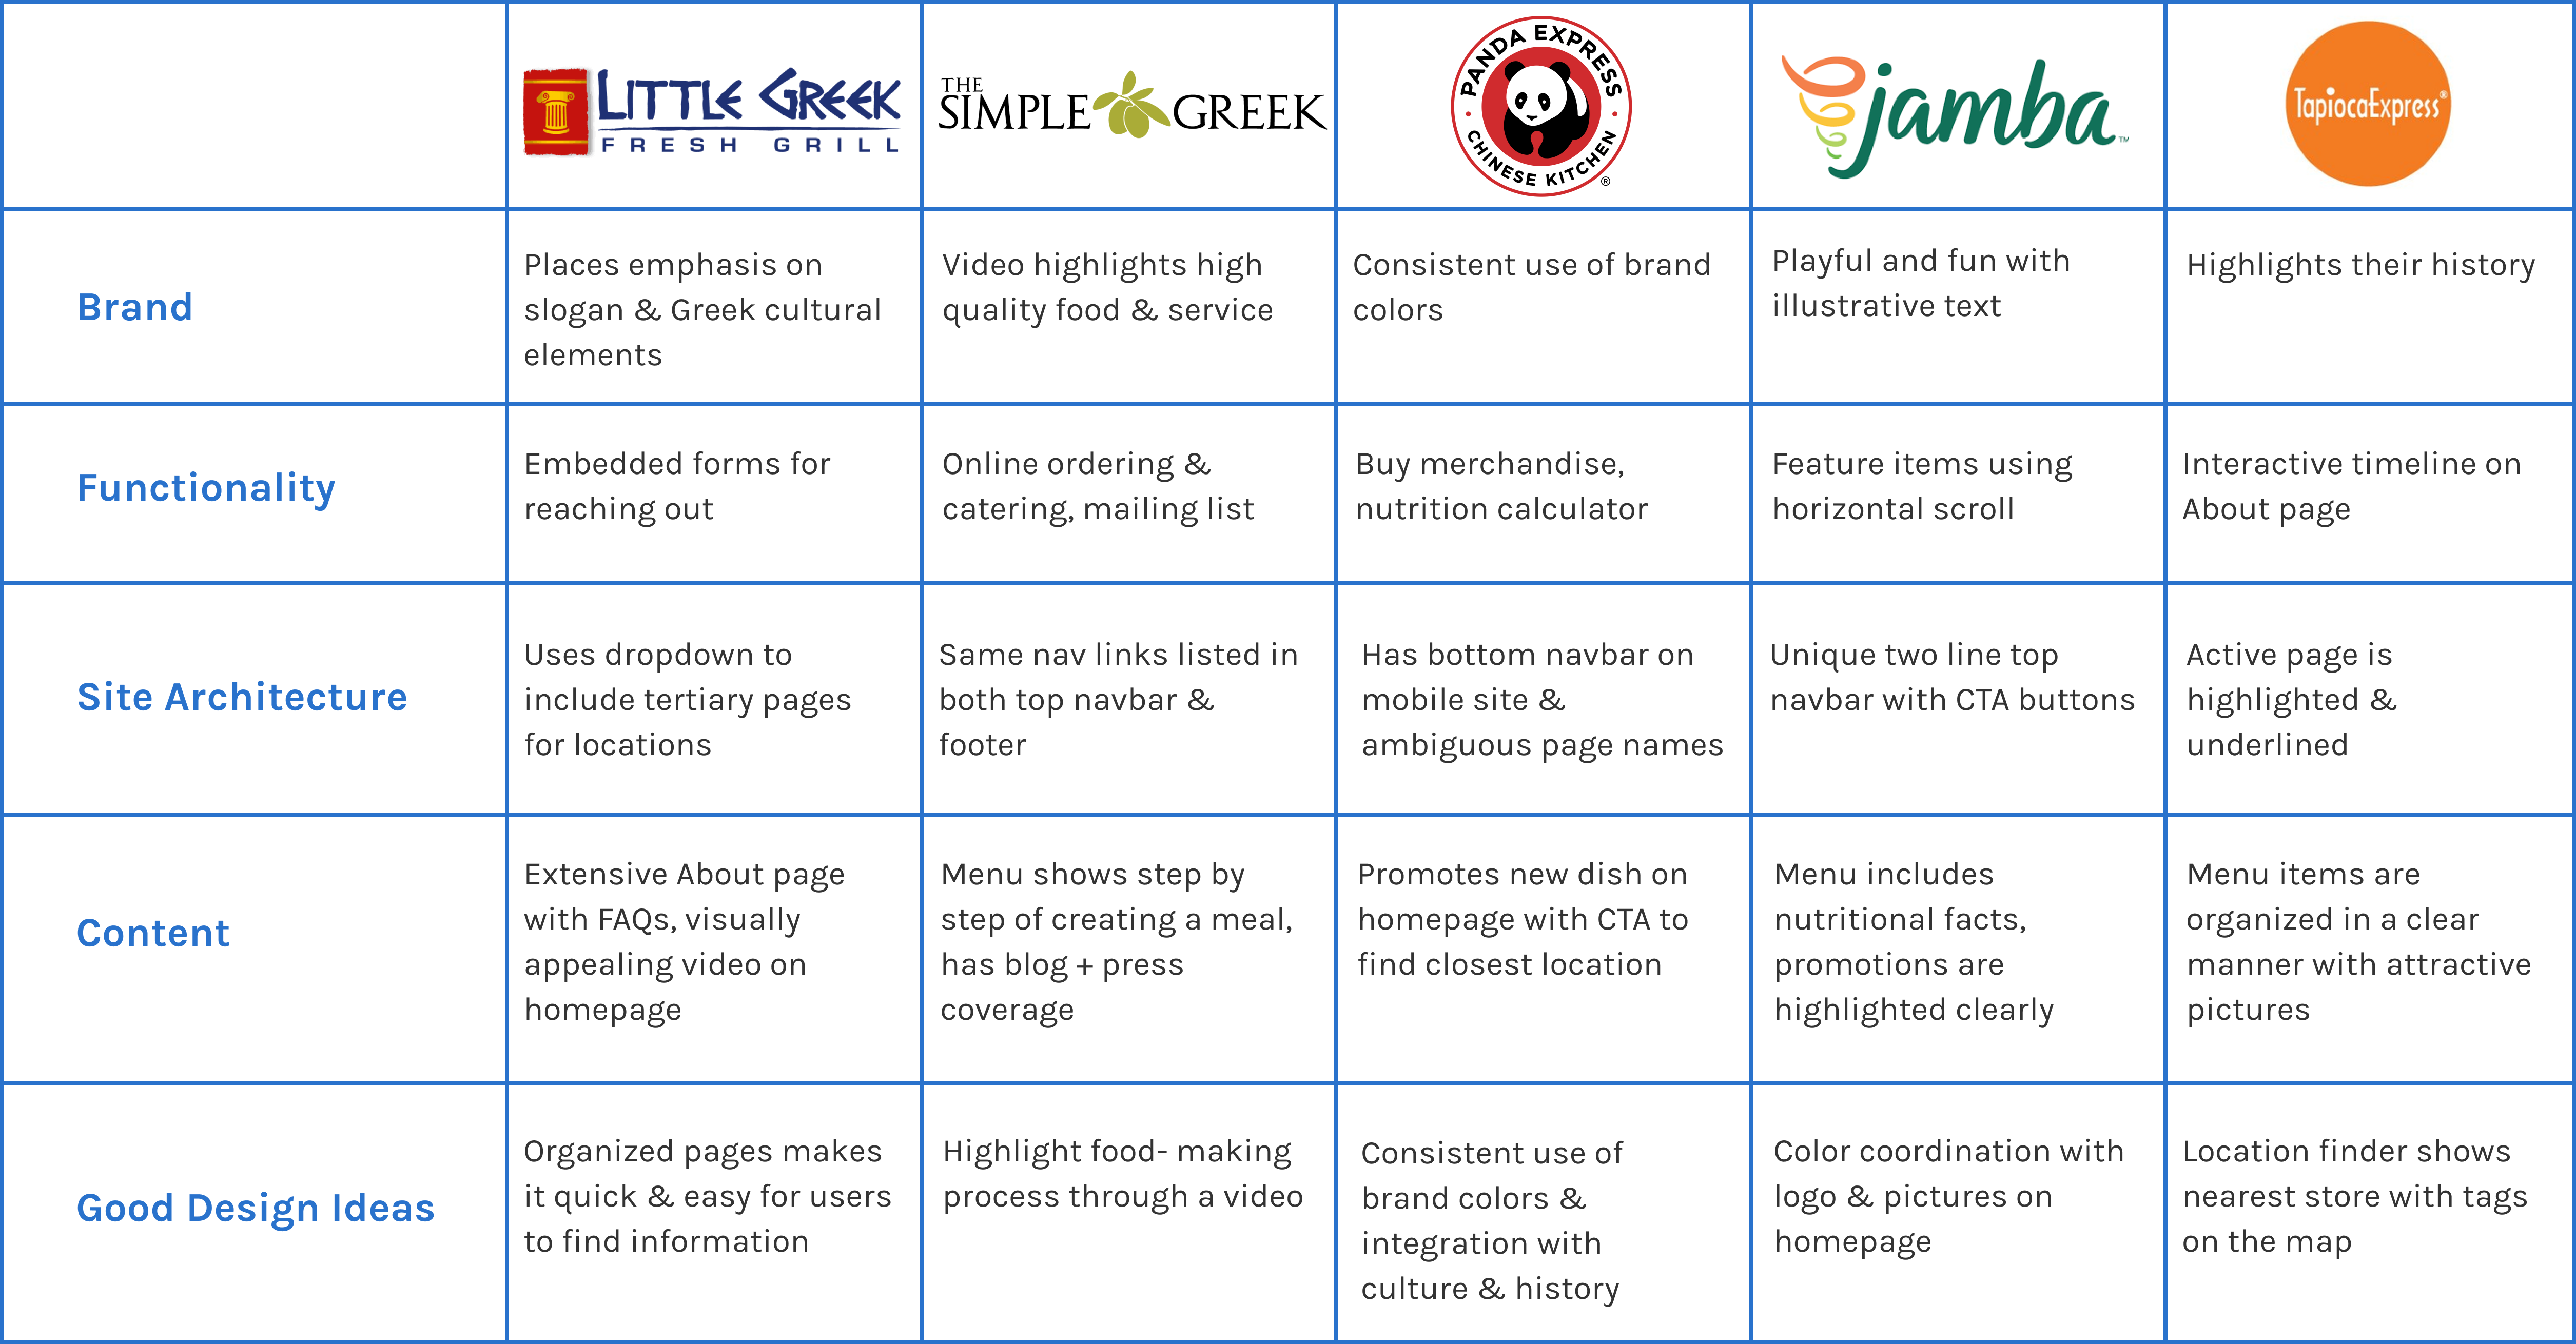 LITTLE GREEK
FRESH GRILL
THE
SIMPLE GREEK
PANDA EXPRESS
CHINESE KITCHEN
®
jamba
™
TapiocaExpress®
Brand
Places emphasis on
slogan & Greek cultural
elements
Video highlights high
quality food & service
Consistent use of brand
colors
Playful and fun with
illustrative text
Highlights their history
Functionality
Embedded forms for
reaching out
Online ordering &
catering, mailing list
Buy merchandise,
nutrition calculator
Feature items using
horizontal scroll
Interactive timeline on
About page
Site Architecture
Uses dropdown to
include tertiary pages
for locations
Same nav links listed in
both top navbar &
footer
Has bottom navbar on
mobile site &
ambiguous page names
Unique two line top
navbar with CTA buttons
Active page is
highlighted &
underlined
Content
Extensive About page
with FAQs, visually
appealing video on
homepage
Menu shows step by
step of creating a meal,
has blog + press
coverage
Promotes new dish on
homepage with CTA to
find closest location
Menu includes
nutritional facts,
promotions are
highlighted clearly
Menu items are
organized in a clear
manner with attractive
pictures
Good Design Ideas
Organized pages makes
it quick & easy for users
to find information
Highlight food- making
process through a video
Consistent use of
brand colors &
integration with
culture & history
Color coordination with
logo & pictures on
homepage
Location finder shows
nearest store with tags
on the map